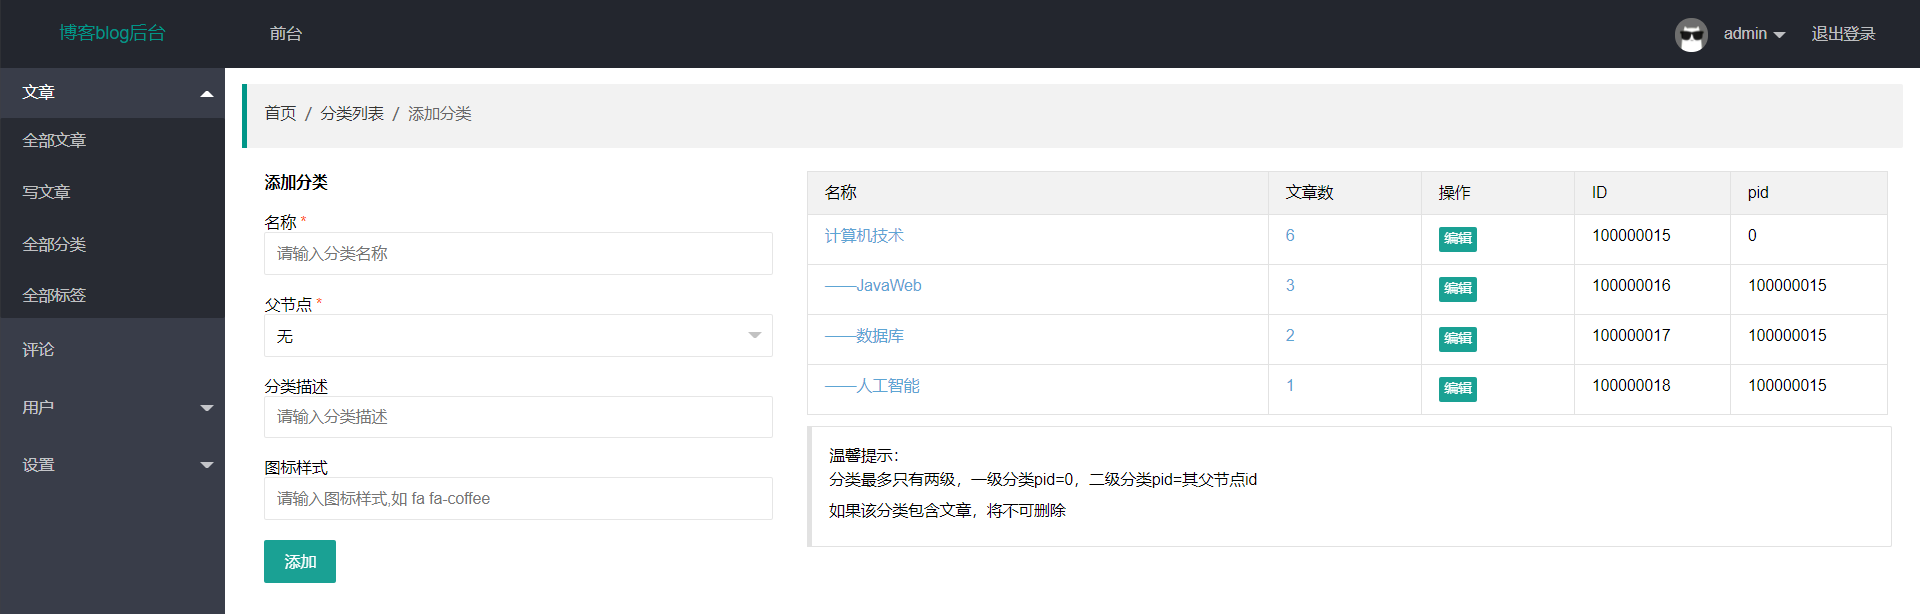 博客blog后台
前台
admin
退出登录
文章
全部文章
写文章
全部分类
全部标签
评论
用户
设置
首页 / 分类列表 / 添加分类
添加分类
名称 *
请输入分类名称
父节点 *
无
分类描述
请输入分类描述
图标样式
请输入图标样式,如 fa fa-coffee
添加
名称 文章数 操作 ID pid
计算机技术 6 编辑 100000015 0
——JavaWeb 3 编辑 100000016 100000015
——数据库 2 编辑 100000017 100000015
——人工智能 1 编辑 100000018 100000015
温馨提示：
分类最多只有两级，一级分类pid=0，二级分类pid=其父节点id
如果该分类包含文章，将不可删除